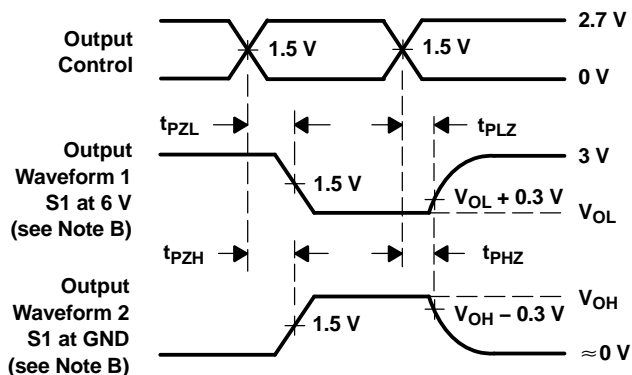 2.7 V
Output
Control
1.5 V
1.5 V
0 V
tPZL
tPLZ
Output
Waveform 1
S1 at 6 V
(see Note B)
3 V
1.5 V
VOL + 0.3 V
VOL
tPZH
tPHZ
Output
Waveform 2
S1 at GND
(see Note B)
VOH
1.5 V
VOH – 0.3 V
≈0 V